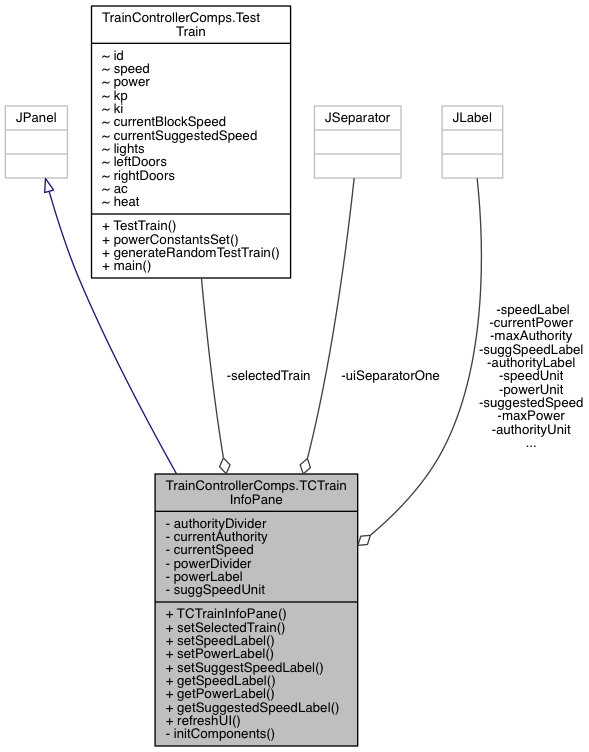 TrainControllerComps.Test
Train
~ id
~ speed
~ power
~ kp
~ ki
~ currentBlockSpeed
~ currentSuggestedSpeed
~ lights
~ leftDoors
~ rightDoors
~ ac
~ heat
+ TestTrain()
+ powerConstantsSet()
+ generateRandomTestTrain()
+ main()
JPanel
JSeparator
JLabel
-selectedTrain
-uiSeparatorOne
-speedLabel
-currentPower
-maxAuthority
-suggSpeedLabel
-authorityLabel
-speedUnit
-powerUnit
-suggestedSpeed
-maxPower
-authorityUnit
...
TrainControllerComps.TCTrain
InfoPane
- authorityDivider
- currentAuthority
- currentSpeed
- powerDivider
- powerLabel
- suggSpeedUnit
+ TCTrainInfoPane()
+ setSelectedTrain()
+ setSpeedLabel()
+ setPowerLabel()
+ setSuggestSpeedLabel()
+ getSpeedLabel()
+ getPowerLabel()
+ getSuggestedSpeedLabel()
+ refreshUI()
- initComponents()